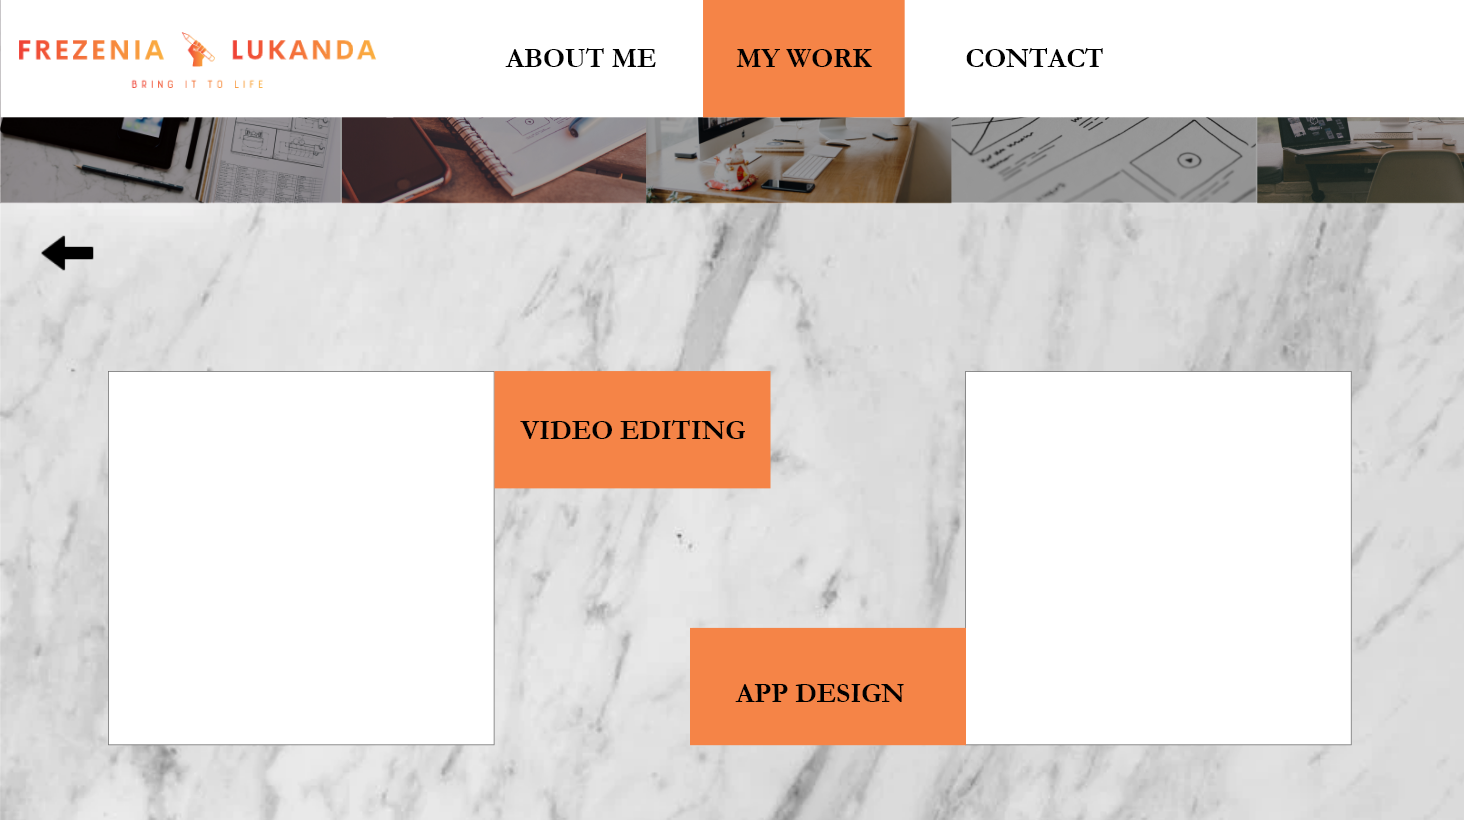 FREZENIA LUKANDA
BRING IT TO LIFE
ABOUT ME
MY WORK
CONTACT
VIDEO EDITING
APP DESIGN